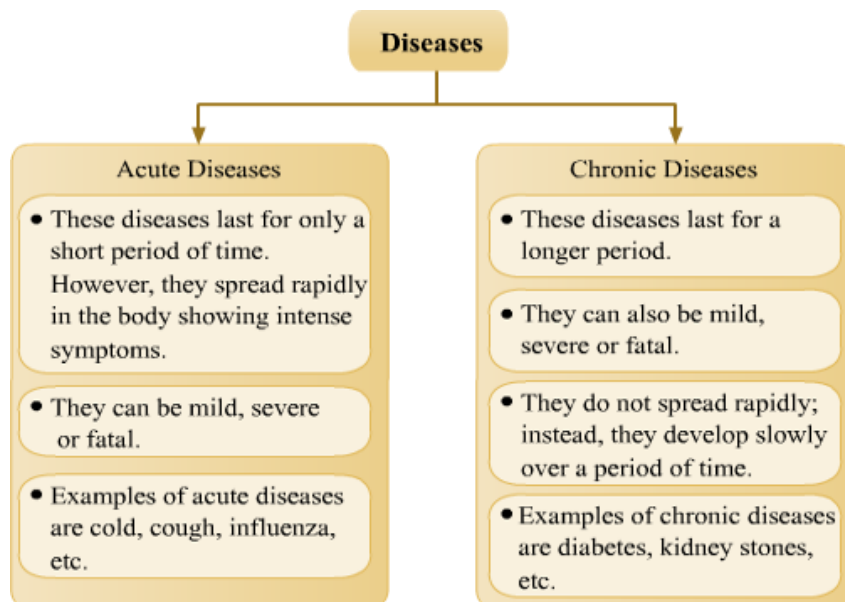 Diseases
Acute Diseases
• These diseases last for only a
short period of time.
However, they spread rapidly
in the body showing intense
symptoms.
• They can be mild, severe
or fatal.
• Examples of acute diseases
are cold, cough, influenza,
etc.
Chronic Diseases
• These diseases last for a
longer period.
• They can also be mild,
severe or fatal.
• They do not spread rapidly;
instead, they develop slowly
over a period of time.
• Examples of chronic diseases
are diabetes, kidney stones,
etc.